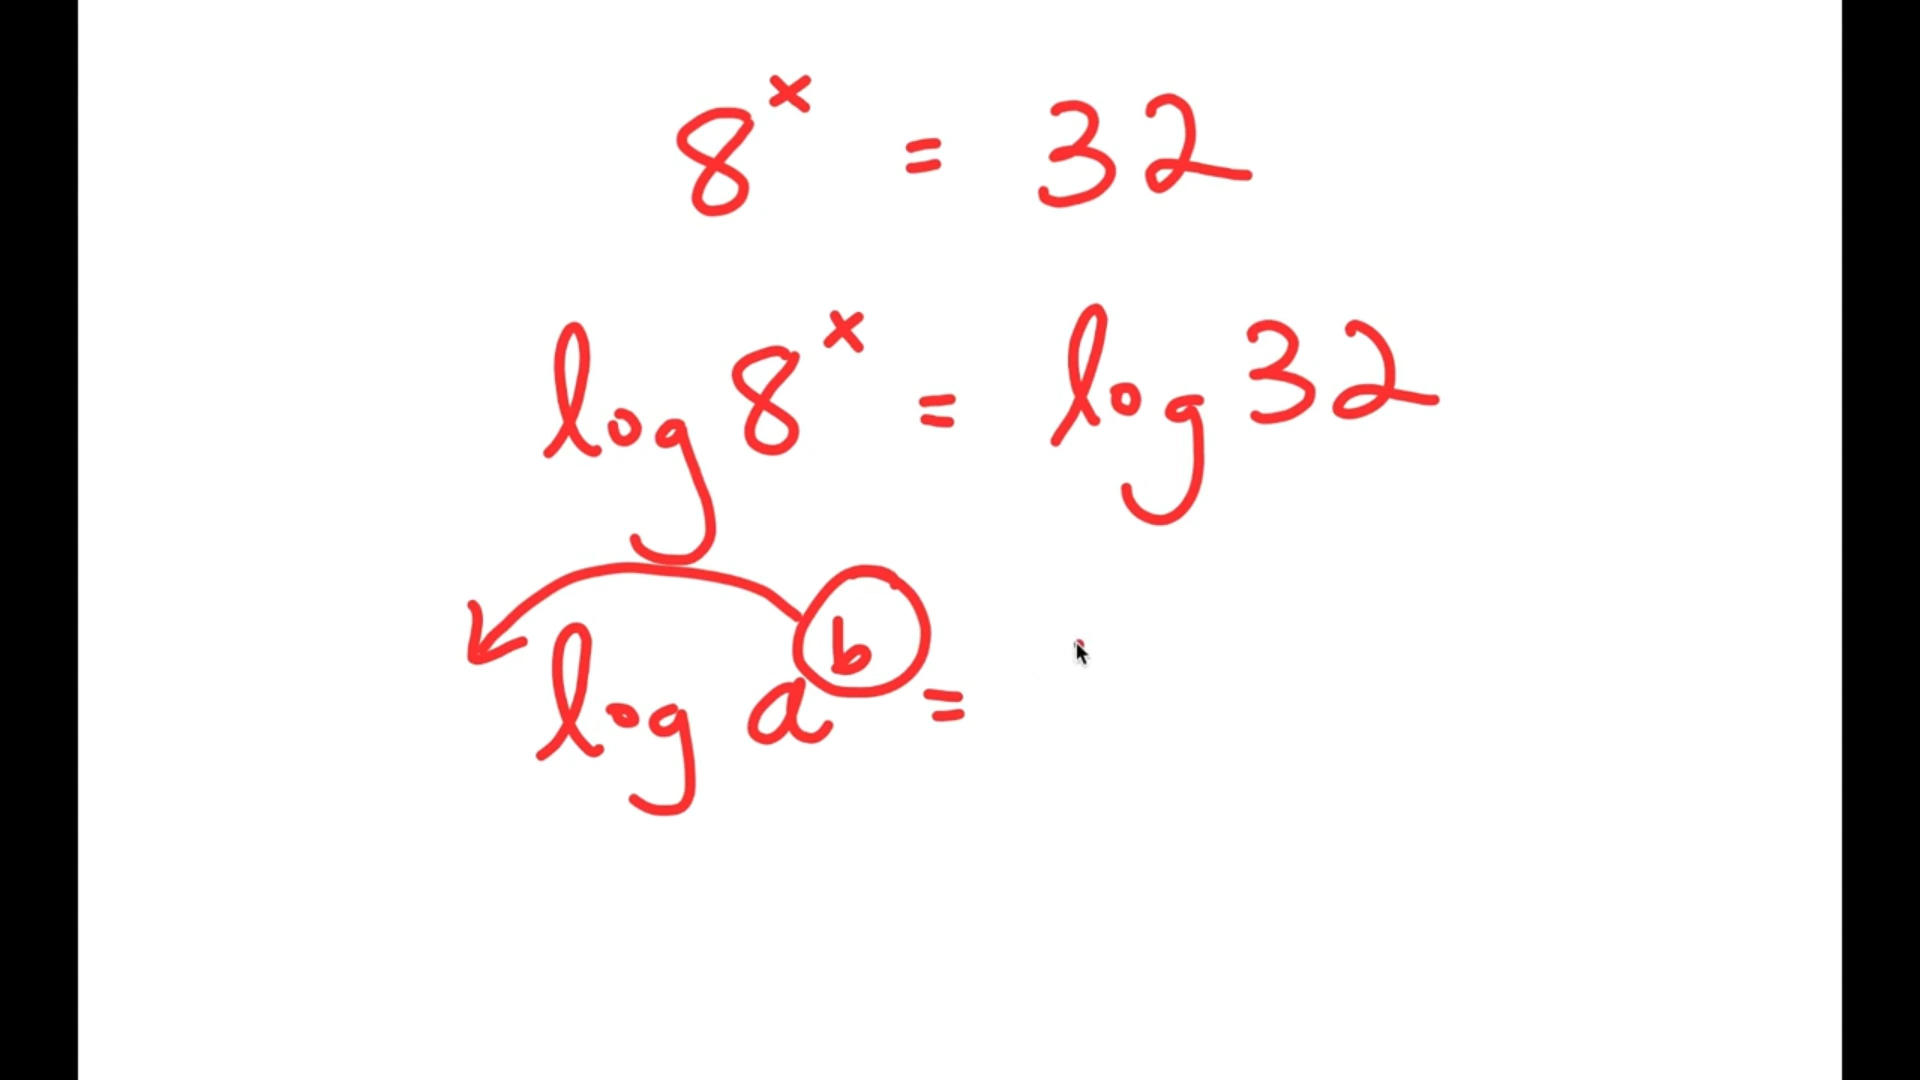 8^x = 32
log 8^x = log 32
log a^b =